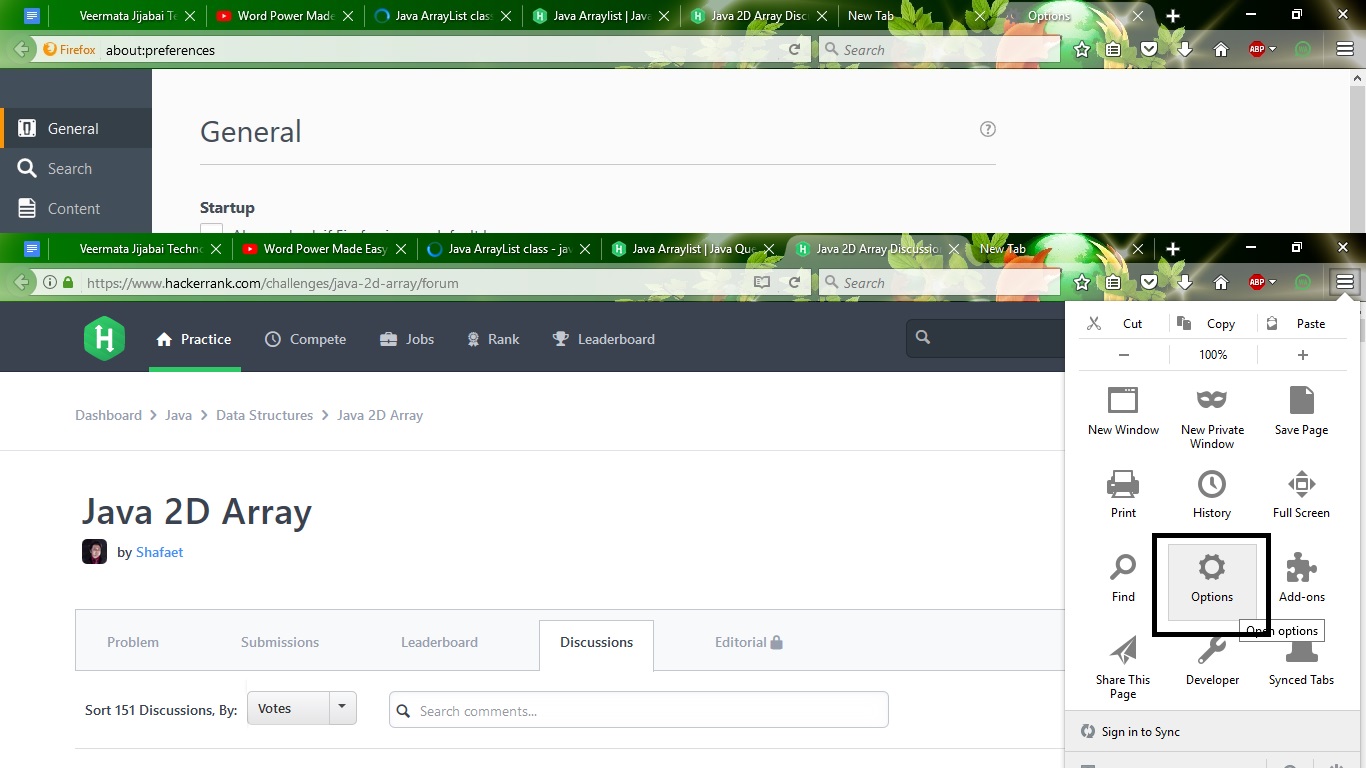 Veermata Jijabai Te Word Power Made Java ArrayList clas Java Arraylist | Java 2D Array Disc New Tab Options
Firefox about:preferences Search ABP
General General
Search
Content Startup
Veermata Jijabai Techno Word Power Made Easy Java ArrayList class - ja Java Arraylist | Java Que Java 2D Array Discussio New Tab
https://www.hackerrank.com/challenges/java-2d-array/forum Search ABP
H Practice Compete Jobs Rank Leaderboard
Cut Copy Paste
− 100% +
Dashboard > Java > Data Structures > Java 2D Array
New Window New Private Window Save Page
Java 2D Array
by Shafaet
Print History Full Screen
Find Options Add-ons
Open options
Problem Submissions Leaderboard Discussions Editorial
Share This Page Developer Synced Tabs
Sort 151 Discussions, By: Votes Search comments...
Sign in to Sync